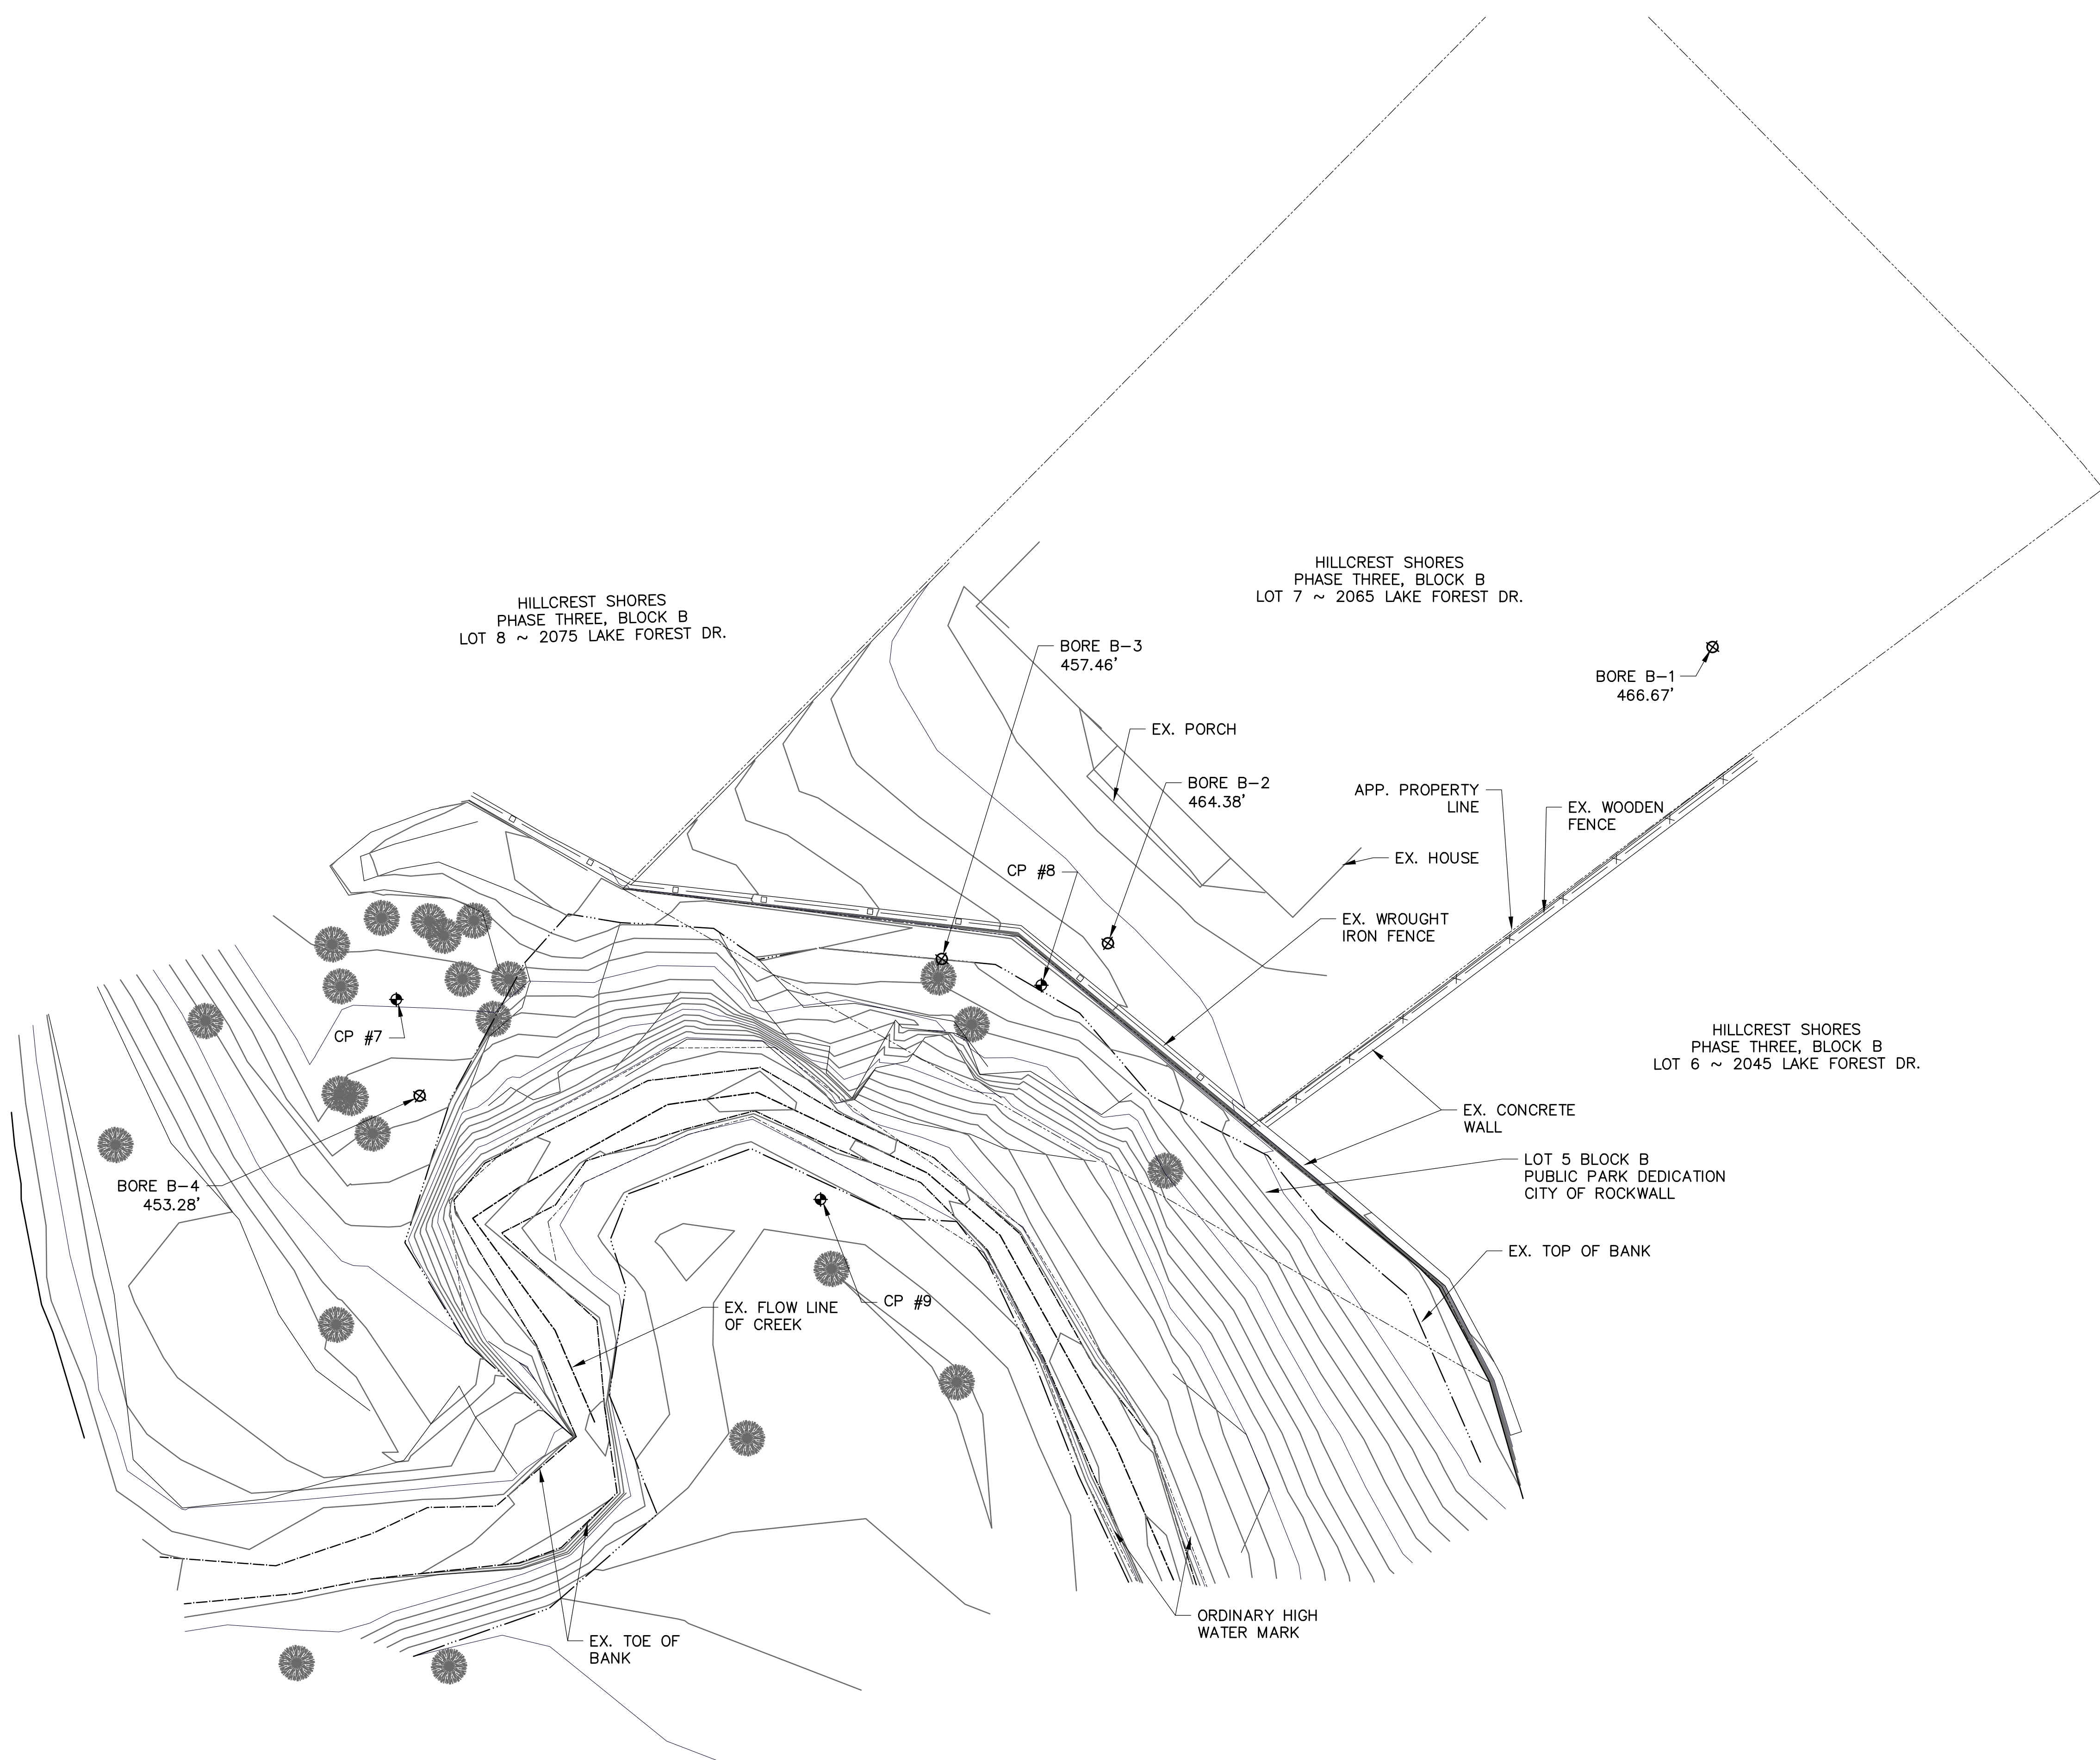 HILLCREST SHORES
PHASE THREE, BLOCK B
LOT 7 ~ 2065 LAKE FOREST DR.
HILLCREST SHORES
PHASE THREE, BLOCK B
LOT 8 ~ 2075 LAKE FOREST DR.
BORE B-3
457.46'
BORE B-1
466.67'
EX. PORCH
BORE B-2
464.38'
APP. PROPERTY
LINE
EX. WOODEN
FENCE
EX. HOUSE
CP #8
EX. WROUGHT
IRON FENCE
CP #7
HILLCREST SHORES
PHASE THREE, BLOCK B
LOT 6 ~ 2045 LAKE FOREST DR.
EX. CONCRETE
WALL
LOT 5 BLOCK B
PUBLIC PARK DEDICATION
CITY OF ROCKWALL
BORE B-4
453.28'
EX. TOP OF BANK
CP #9
EX. FLOW LINE
OF CREEK
ORDINARY HIGH
WATER MARK
EX. TOE OF
BANK